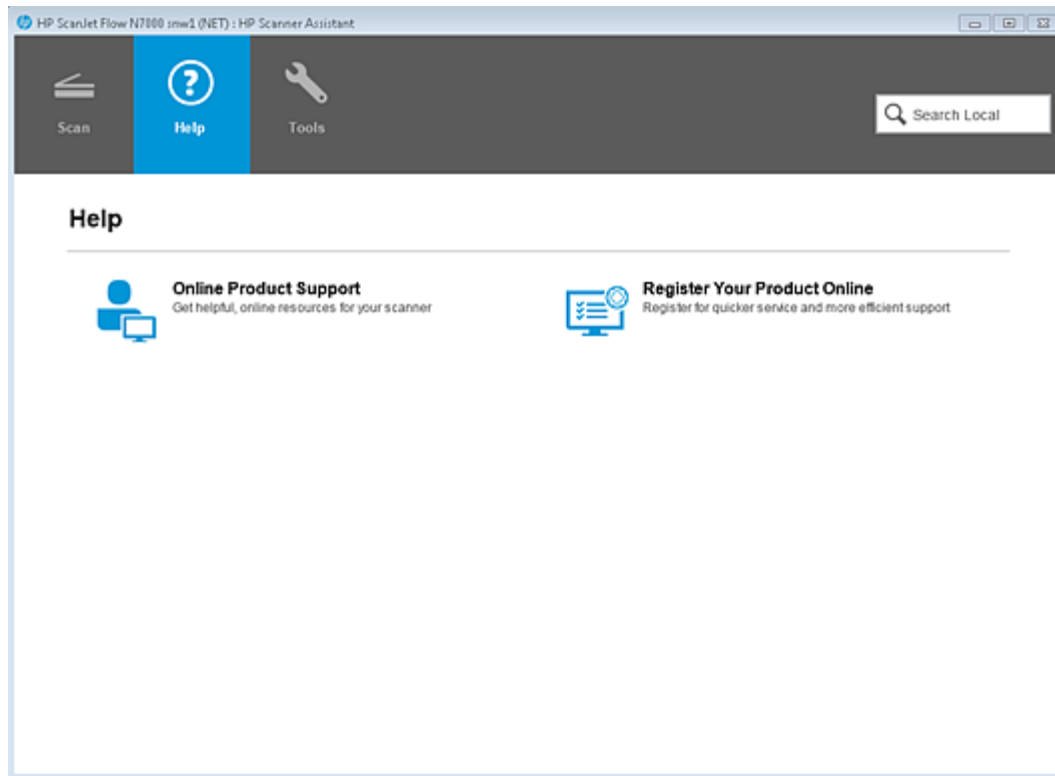 HP ScanJet Flow N7000 snw1 (NET) : HP Scanner Assistant
Scan
Help
Tools
Search Local
Help
Online Product Support
Get helpful, online resources for your scanner
Register Your Product Online
Register for quicker service and more efficient support